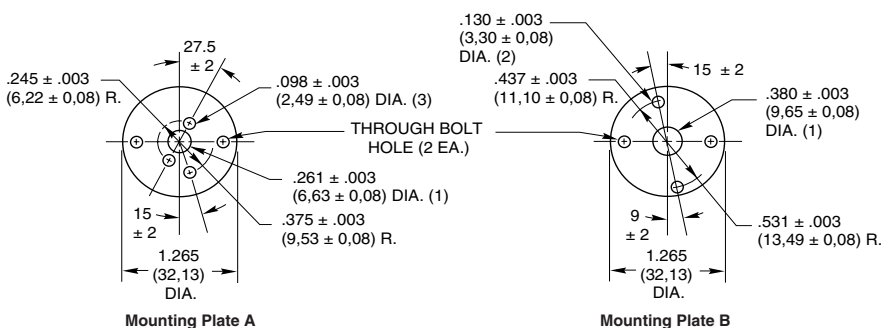 27.5
± 2
.245 ± .003
(6,22 ± 0,08) R.
.098 ± .003
(2,49 ± 0,08) DIA. (3)
THROUGH BOLT
HOLE (2 EA.)
.261 ± .003
(6,63 ± 0,08) DIA. (1)
15
± 2
.375 ± .003
(9,53 ± 0,08) R.
1.265
(32,13)
DIA.
Mounting Plate A
.130 ± .003
(3,30 ± 0,08)
DIA. (2)
15 ± 2
.437 ± .003
(11,10 ± 0,08) R.
.380 ± .003
(9,65 ± 0,08)
DIA. (1)
9
± 2
.531 ± .003
(13,49 ± 0,08) R.
1.265
(32,13)
DIA.
Mounting Plate B